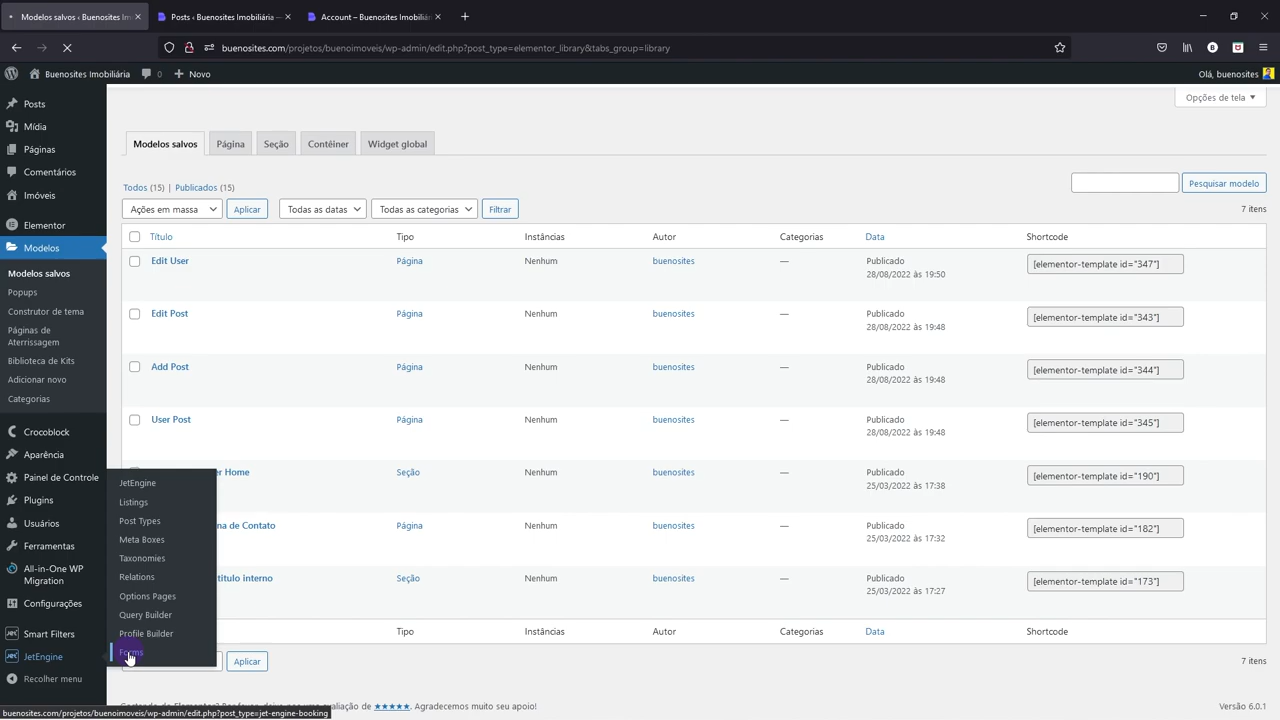 Modelos salvos ‹ Buenosites Im
Posts ‹ Buenosites Imobiliária —
Account – Buenosites Imobiliári
buenosites.com/projetos/buenoimoveis/wp-admin/edit.php?post_type=elementor_library&tabs_group=library
Buenosites Imobiliária
0
Novo
Olá, buenosites
Opções de tela
Posts
Mídia
Páginas
Comentários
Imóveis
Elementor
Modelos
Modelos salvos
Popups
Construtor de tema
Páginas de
Aterrissagem
Biblioteca de Kits
Adicionar novo
Categorias
Crocoblock
Aparência
Painel de Controle
Plugins
Usuários
Ferramentas
All-in-One WP
Migration
Configurações
Smart Filters
JetEngine
Recolher menu
JetEngine
Listings
Post Types
Meta Boxes
Taxonomies
Relations
Options Pages
Query Builder
Profile Builder
Forms
Modelos salvos
Página
Seção
Contêiner
Widget global
Todos (15) | Publicados (15)
Pesquisar modelo
Ações em massa
Aplicar
Todas as datas
Todas as categorias
Filtrar
7 itens
Título Tipo Instâncias Autor Categorias Data Shortcode
Edit User Página Nenhum buenosites — Publicado [elementor-template id="347"]
28/08/2022 às 19:50
Edit Post Página Nenhum buenosites — Publicado [elementor-template id="343"]
28/08/2022 às 19:48
Add Post Página Nenhum buenosites — Publicado [elementor-template id="344"]
28/08/2022 às 19:48
User Post Página Nenhum buenosites — Publicado [elementor-template id="345"]
28/08/2022 às 19:48
er Home Seção Nenhum buenosites — Publicado [elementor-template id="190"]
25/03/2022 às 17:38
na de Contato Página Nenhum buenosites — Publicado [elementor-template id="182"]
25/03/2022 às 17:32
titulo interno Seção Nenhum buenosites — Publicado [elementor-template id="173"]
25/03/2022 às 17:27
Tipo Instâncias Autor Categorias Data Shortcode
Aplicar
7 itens
★★★★★. Agradecemos muito seu apoio!
Versão 6.0.1
buenosites.com/projetos/buenoimoveis/wp-admin/edit.php?post_type=jet-engine-booking